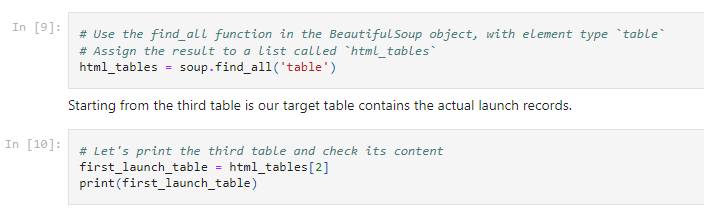 In [9]:
# Use the find_all function in the BeautifulSoup object, with element type `table`
# Assign the result to a list called `html_tables`
html_tables = soup.find_all('table')
Starting from the third table is our target table contains the actual launch records.
In [10]:
# Let's print the third table and check its content
first_launch_table = html_tables[2]
print(first_launch_table)